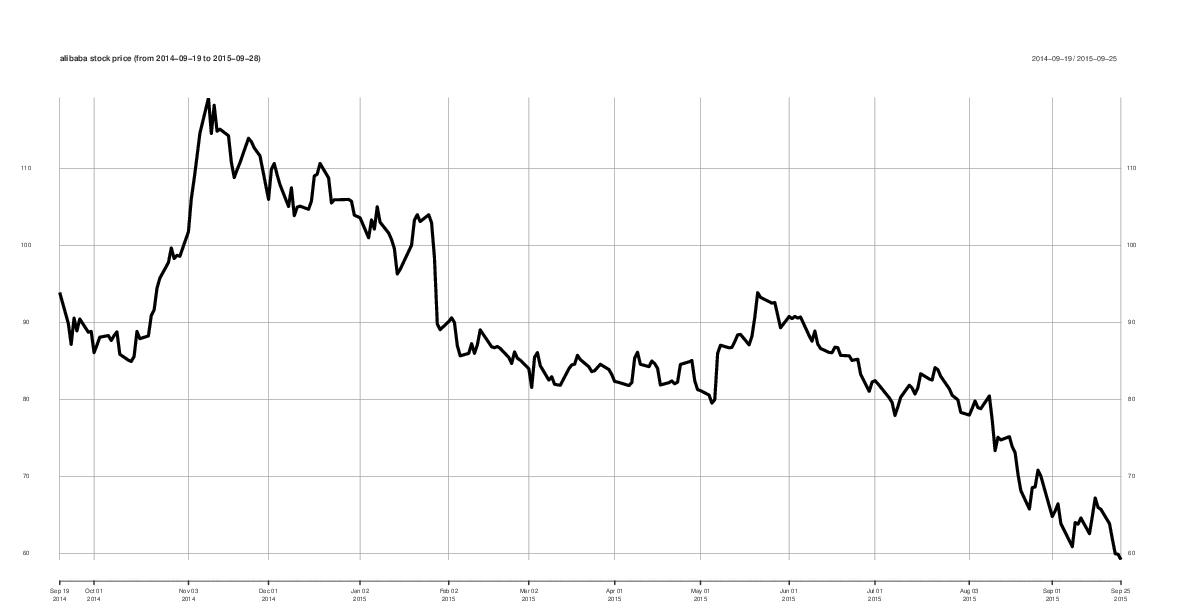 alibaba stock price (from 2014−09−19 to 2015−09−28)
2014−09−19 / 2015−09−25
110 110
100 100
90 90
80 80
70 70
60 60
Sep 19 Oct 01 Nov 03 Dec 01 Jan 02 Feb 02 Mar 02 Apr 01 May 01 Jun 01 Jul 01 Aug 03 Sep 01 Sep 25
2014 2014 2014 2014 2015 2015 2015 2015 2015 2015 2015 2015 2015 2015